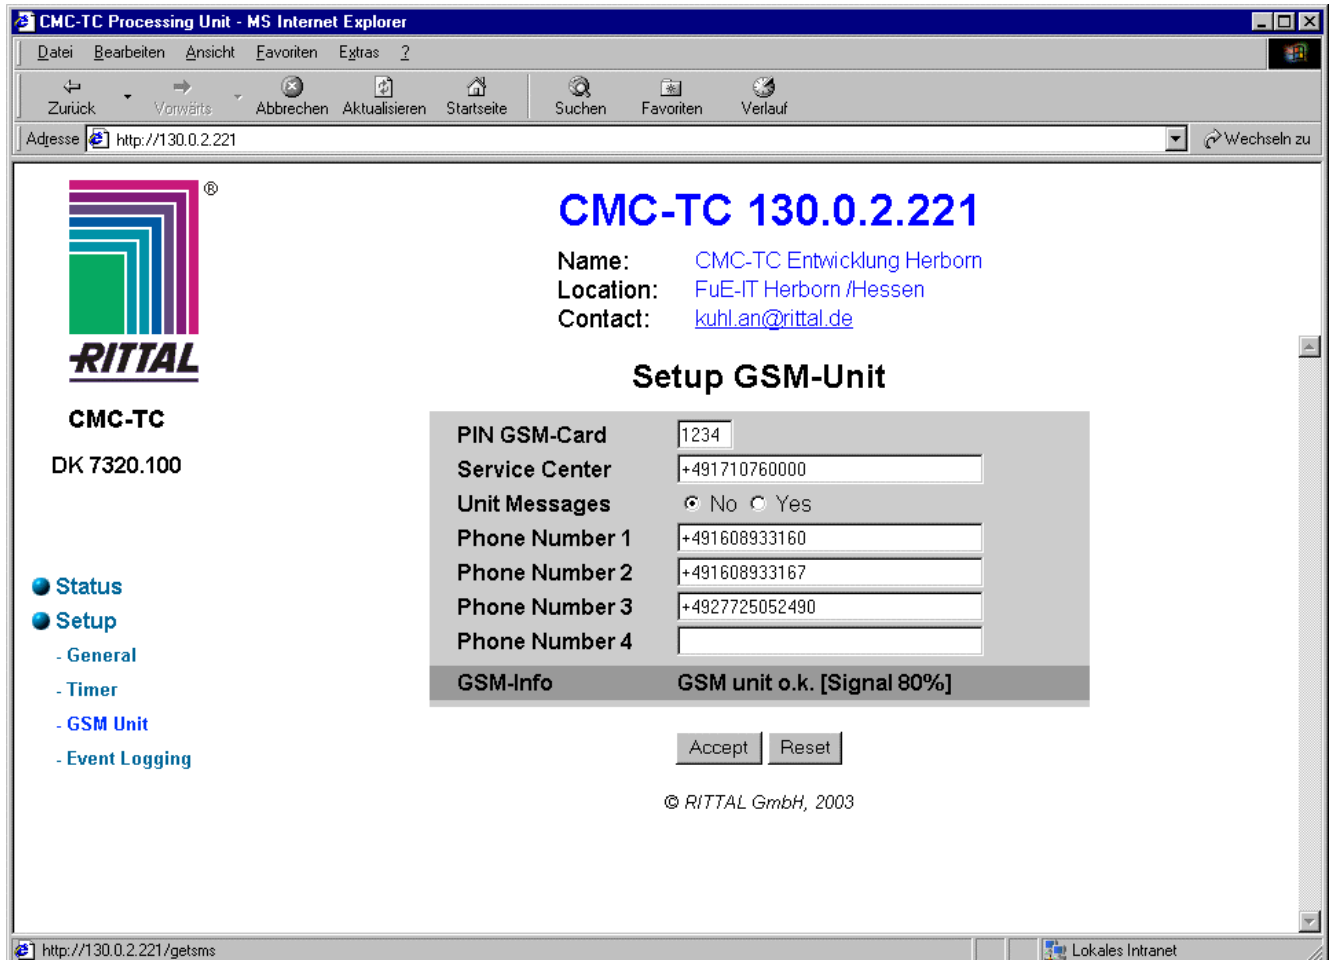 CMC-TC Processing Unit - MS Internet Explorer
Datei Bearbeiten Ansicht Favoriten Extras ?
Zurück Vorwärts Abbrechen Aktualisieren Startseite Suchen Favoriten Verlauf
Adresse http://130.0.2.221 Wechseln zu
®
RITTAL
CMC-TC
DK 7320.100
Status
Setup
- General
- Timer
- GSM Unit
- Event Logging
CMC-TC 130.0.2.221
Name: CMC-TC Entwicklung Herborn
Location: FuE-IT Herborn /Hessen
Contact: kuhl.an@rittal.de
Setup GSM-Unit
PIN GSM-Card 1234
Service Center +491710760000
Unit Messages No Yes
Phone Number 1 +491608933160
Phone Number 2 +491608933167
Phone Number 3 +4927725052490
Phone Number 4
GSM-Info GSM unit o.k. [Signal 80%]
Accept Reset
© RITTAL GmbH, 2003
http://130.0.2.221/getsms Lokales Intranet